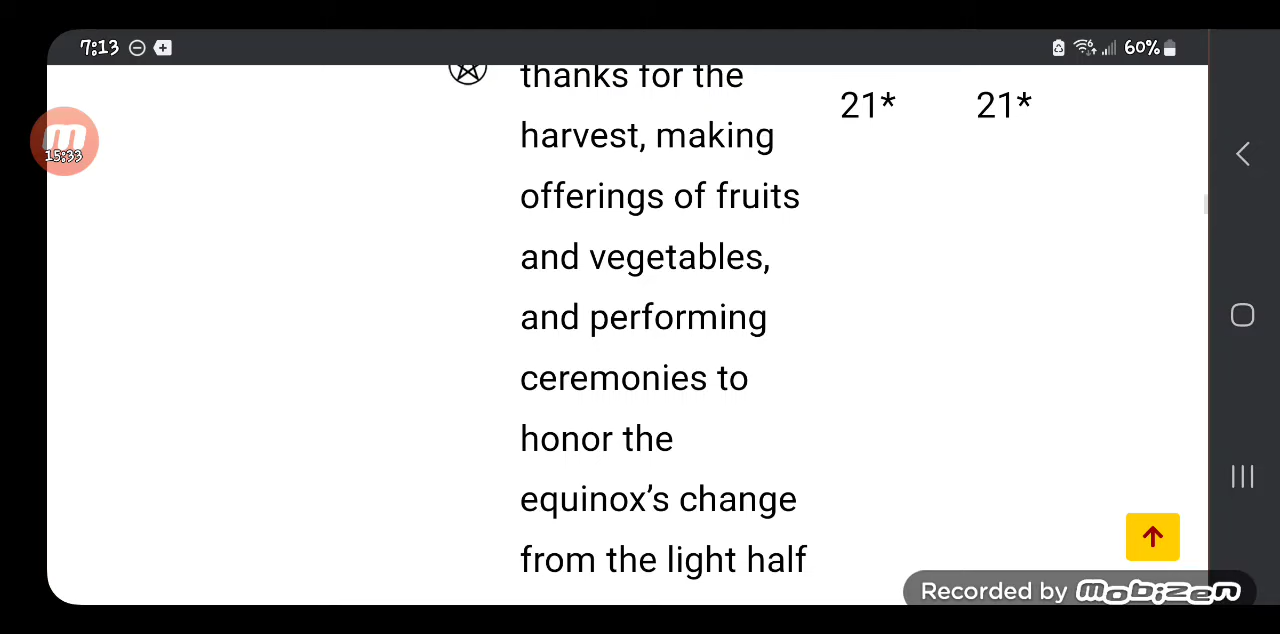 7:13
60%
thanks for the
21* 21*
15:33
harvest, making
offerings of fruits
and vegetables,
and performing
ceremonies to
honor the
equinox’s change
from the light half
Recorded by mobizen